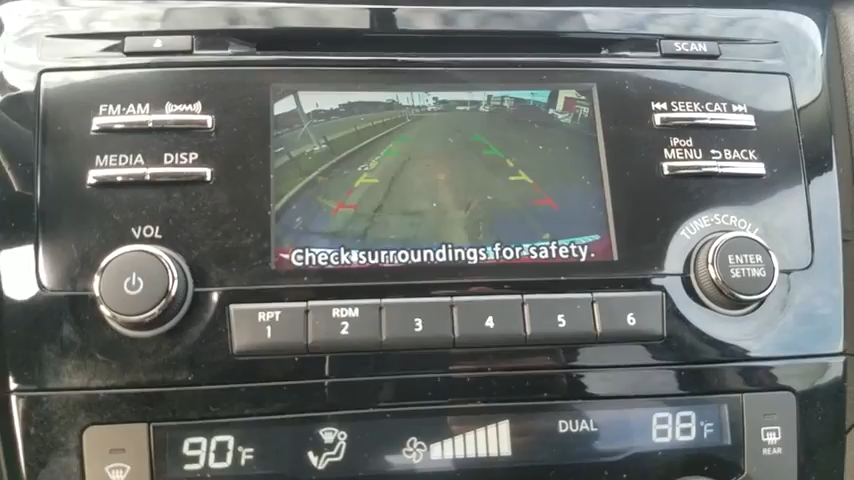 SCAN
FM·AM (XM)
SEEK·CAT
MEDIA DISP
iPod
MENU BACK
VOL
TUNE·SCROLL
ENTER
SETTING
Check surroundings for safety.
RPT
1
RDM
2
3
4
5
6
90°F
DUAL
88°F
REAR